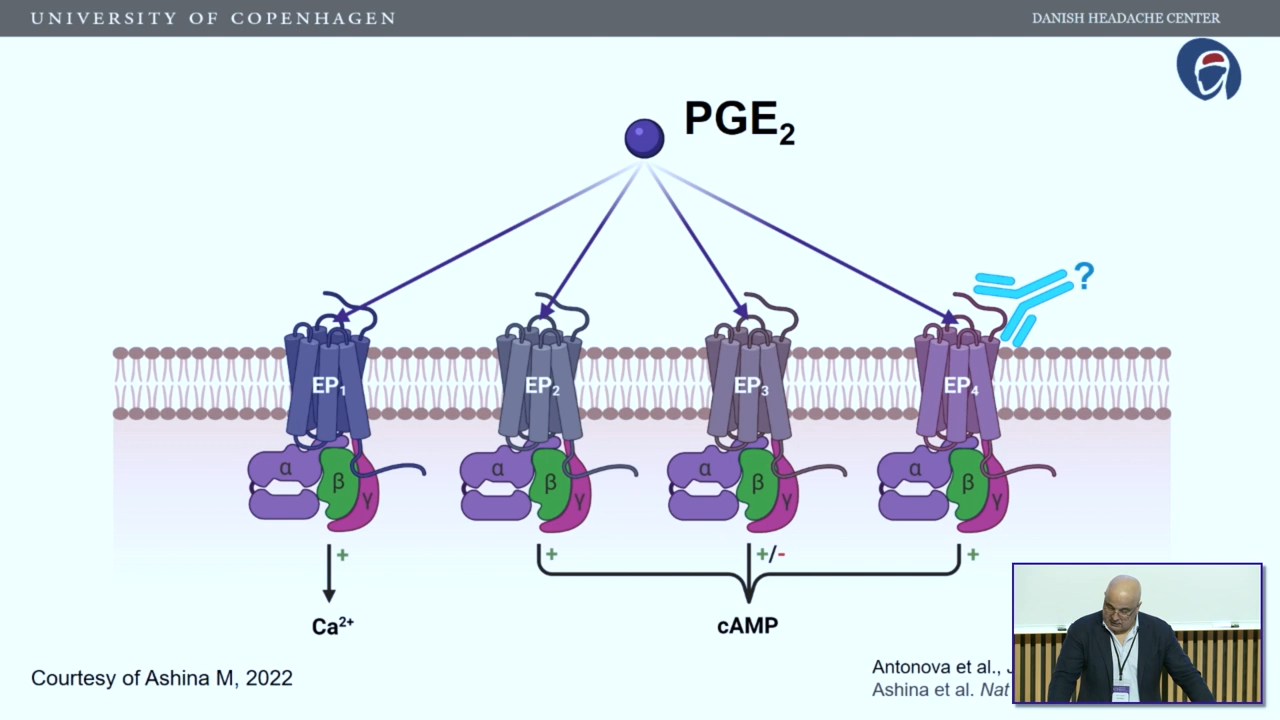 UNIVERSITY OF COPENHAGEN
DANISH HEADACHE CENTER
PGE₂
?
EP₁ EP₂ EP₃ EP₄
α β γ α β γ α β γ α β γ
+ + +/- +
Ca²⁺ cAMP
Courtesy of Ashina M, 2022
Antonova et al.,
Ashina et al. Nat